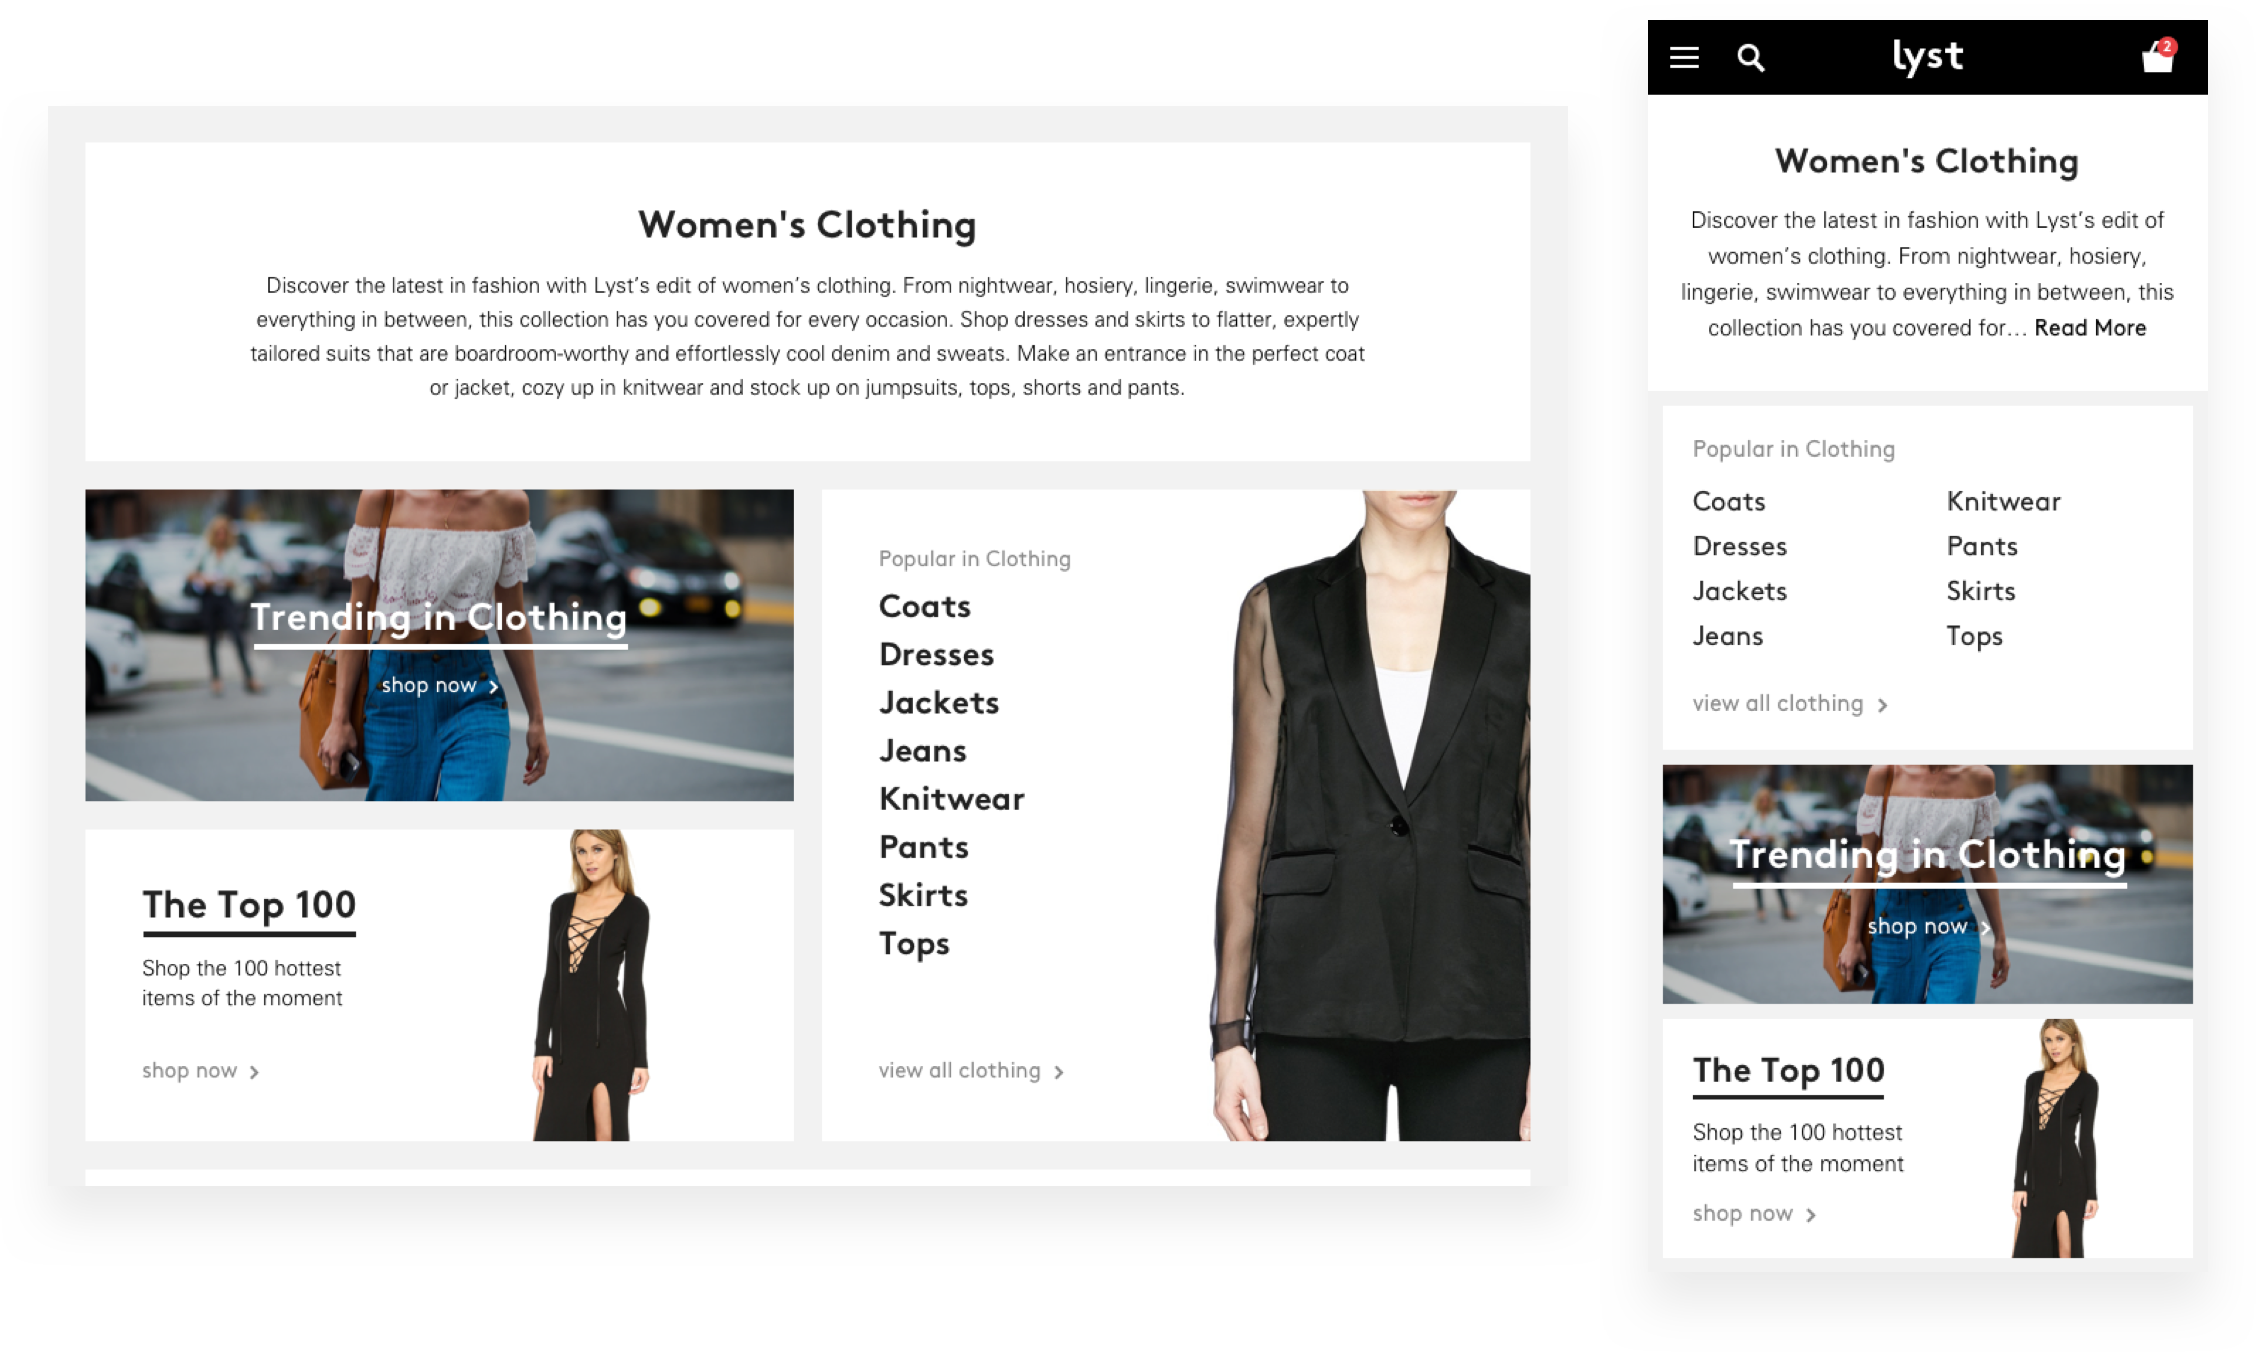 Women's Clothing
Discover the latest in fashion with Lyst’s edit of women’s clothing. From nightwear, hosiery, lingerie, swimwear to
everything in between, this collection has you covered for every occasion. Shop dresses and skirts to flatter, expertly
tailored suits that are boardroom-worthy and effortlessly cool denim and sweats. Make an entrance in the perfect coat
or jacket, cozy up in knitwear and stock up on jumpsuits, tops, shorts and pants.
Trending in Clothing
shop now
The Top 100
Shop the 100 hottest
items of the moment
shop now
Popular in Clothing
Coats
Dresses
Jackets
Jeans
Knitwear
Pants
Skirts
Tops
view all clothing
lyst
2
Women's Clothing
Discover the latest in fashion with Lyst’s edit of
women’s clothing. From nightwear, hosiery,
lingerie, swimwear to everything in between, this
collection has you covered for… Read More
Popular in Clothing
Coats
Dresses
Jackets
Jeans
Knitwear
Pants
Skirts
Tops
view all clothing
Trending in Clothing
shop now
The Top 100
Shop the 100 hottest
items of the moment
shop now